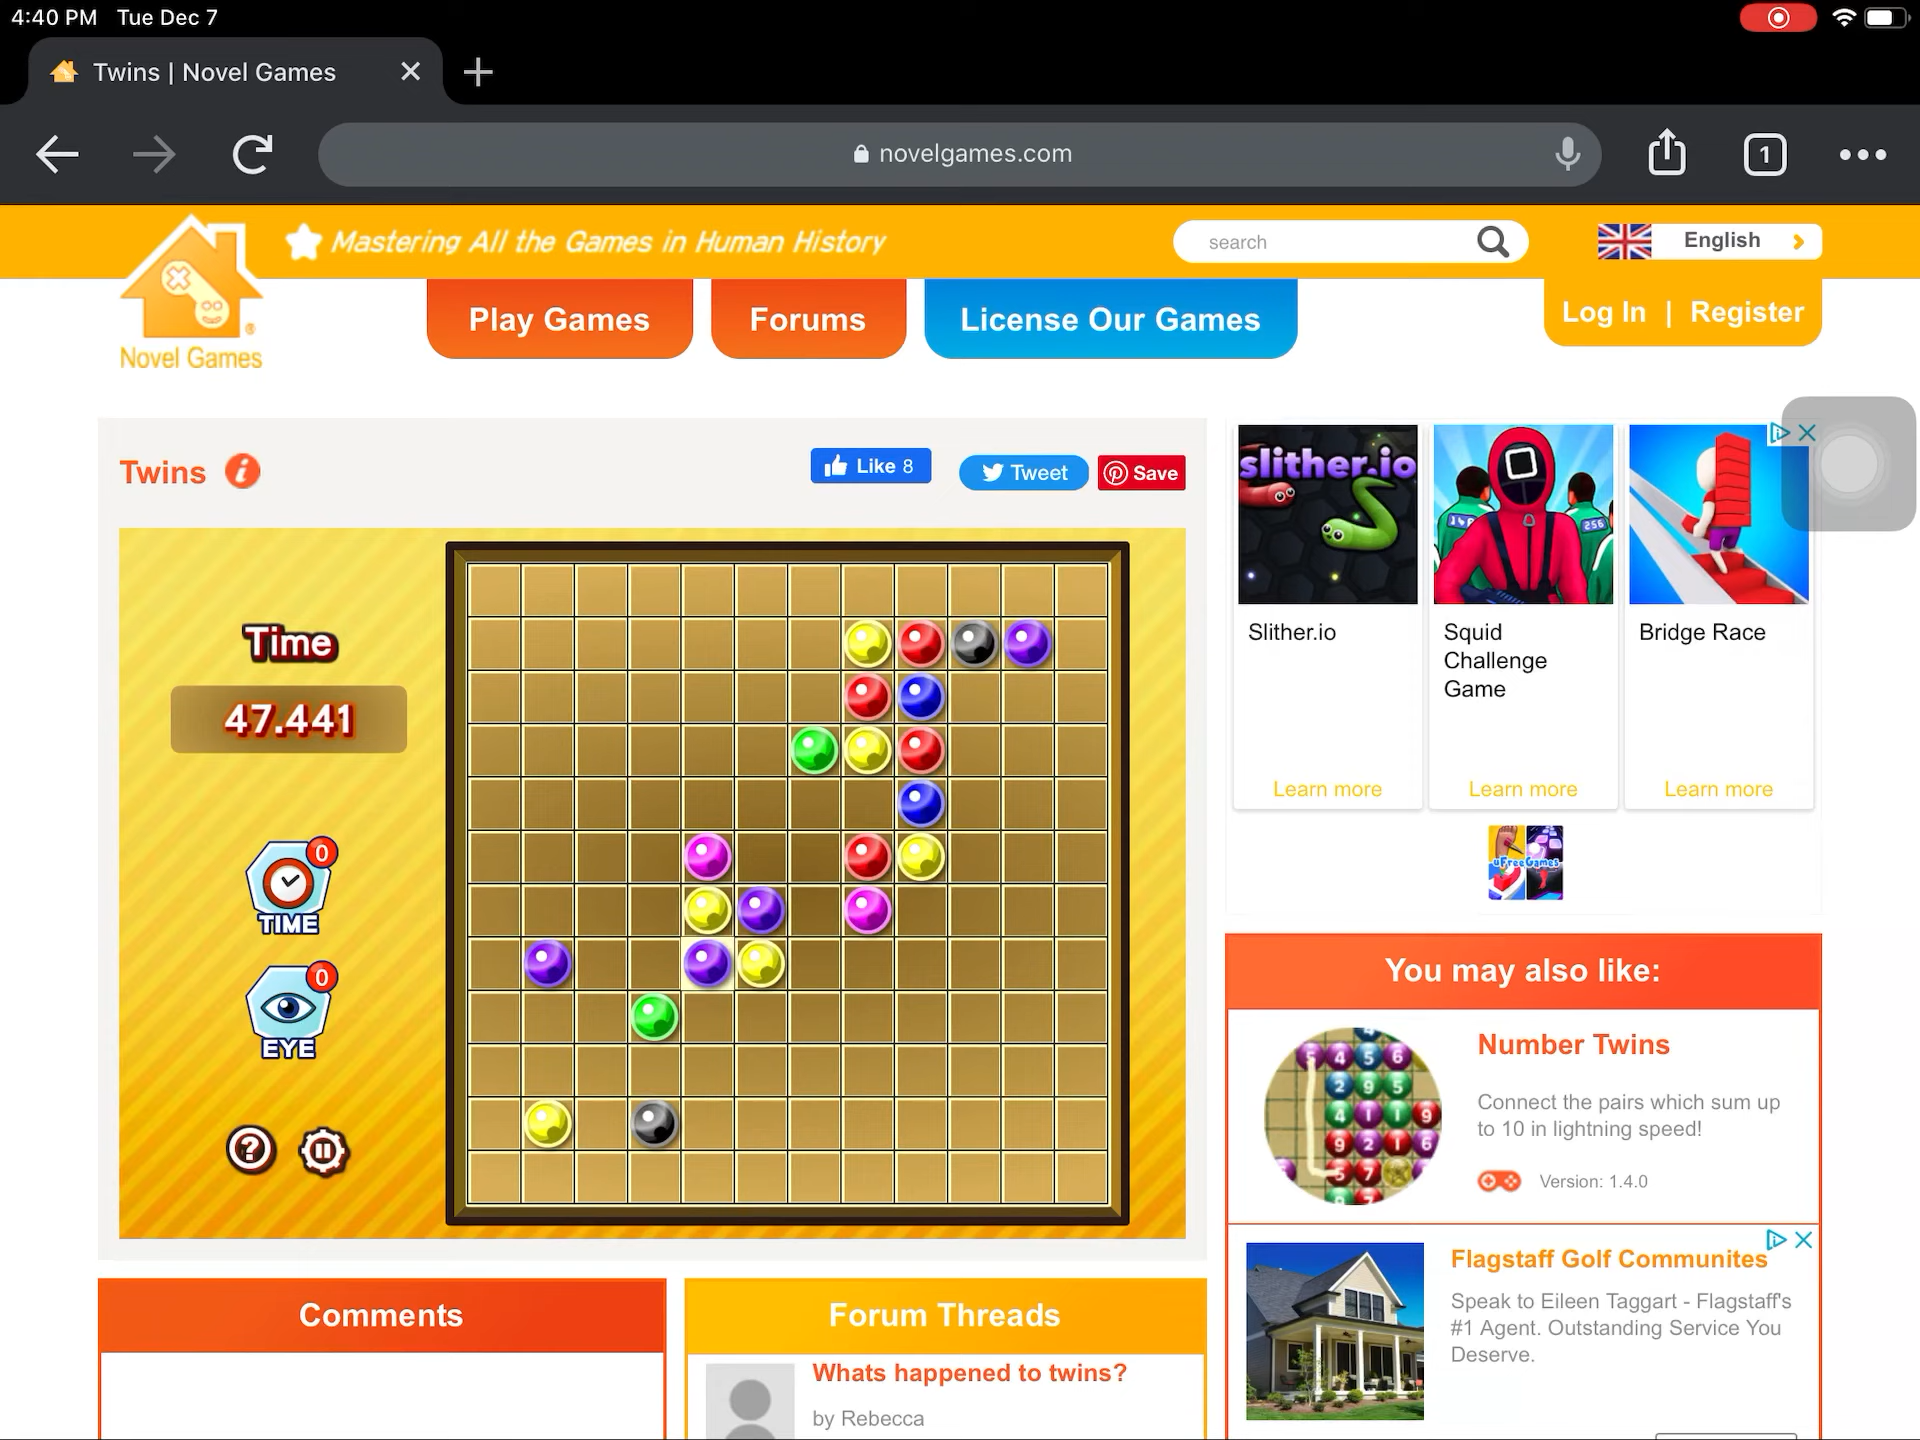 4:40 PM Tue Dec 7
Twins | Novel Games
novelgames.com
1
Mastering All the Games in Human History
search
English
Novel Games
Play Games
Forums
License Our Games
Log In | Register
Twins
Like 8
Tweet
Save
Time
47.441
0
TIME
0
EYE
?
slither.io
256
Slither.io
Squid Challenge Game
Bridge Race
Learn more
Learn more
Learn more
uFreeGames
You may also like:
Number Twins
Connect the pairs which sum up
to 10 in lightning speed!
Version: 1.4.0
Flagstaff Golf Communites
Speak to Eileen Taggart - Flagstaff's
#1 Agent. Outstanding Service You
Deserve.
Comments
Forum Threads
Whats happened to twins?
by Rebecca